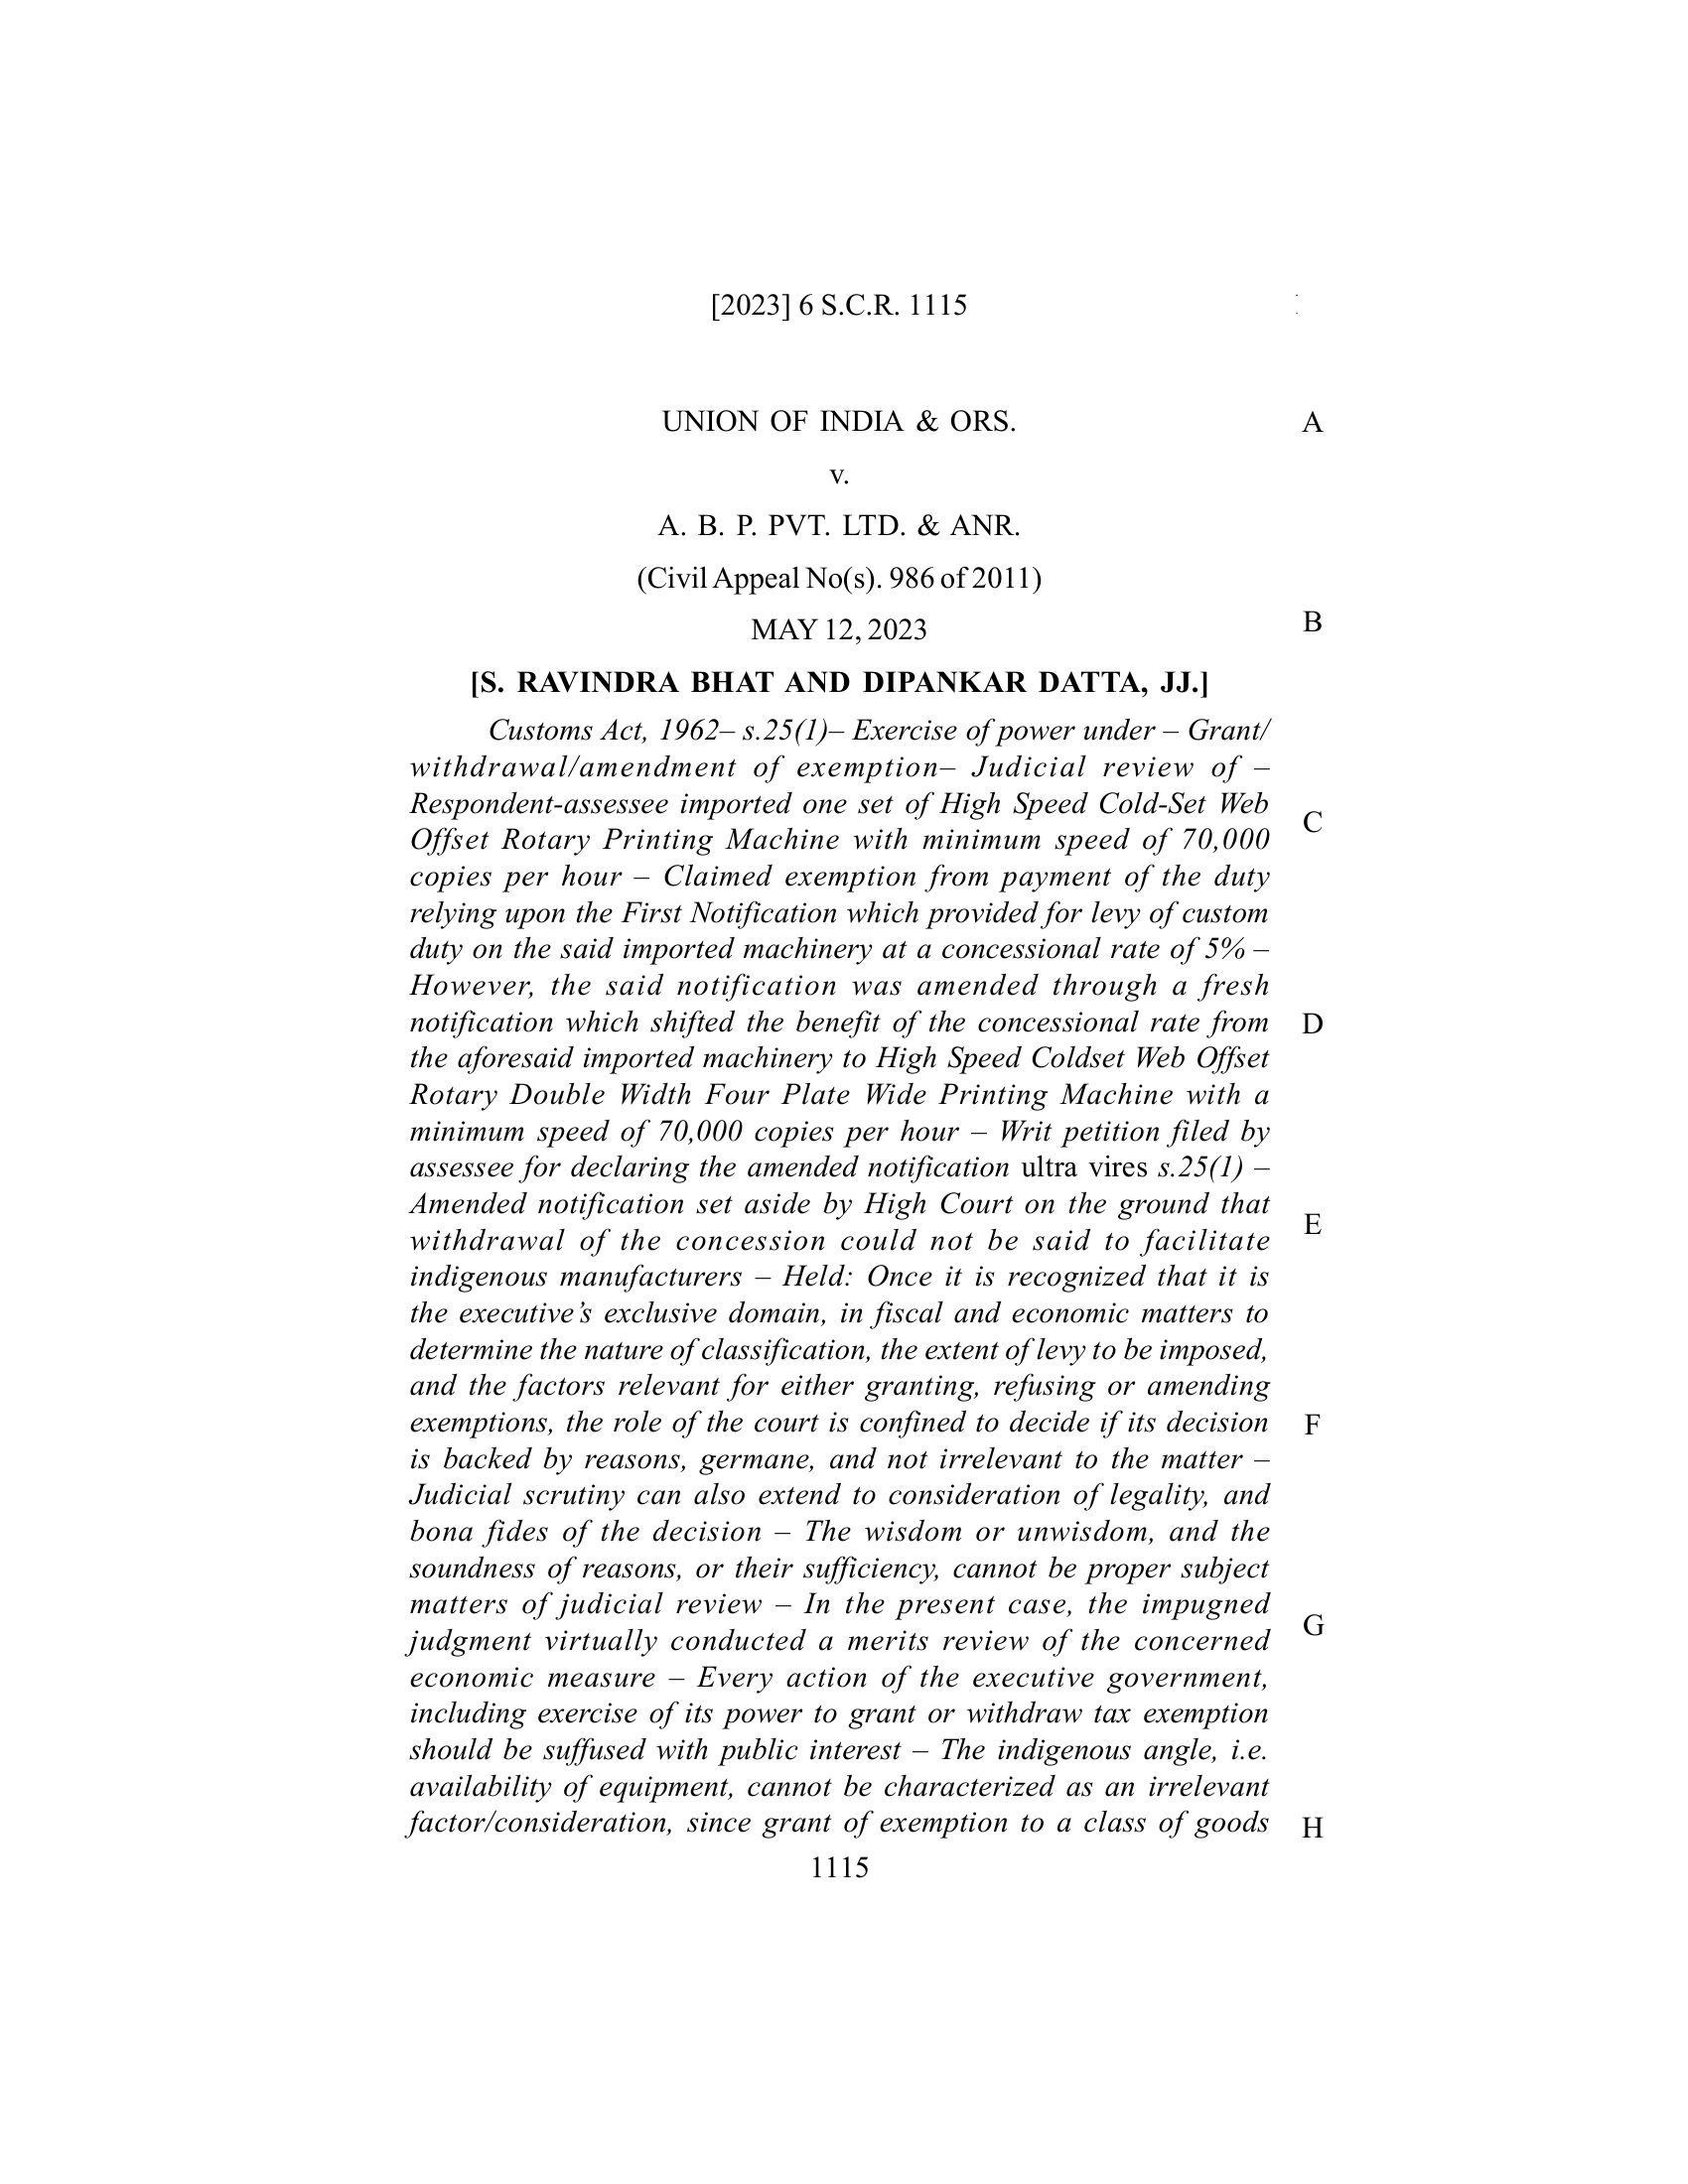 [2023] 6 S.C.R. 1115
UNION OF INDIA & ORS.
A
v.
A. B. P. PVT. LTD. & ANR.
(Civil Appeal No(s). 986 of 2011)
MAY 12, 2023
B
[S. RAVINDRA BHAT AND DIPANKAR DATTA, JJ.]
Customs Act, 1962– s.25(1)– Exercise of power under – Grant/
withdrawal/amendment of exemption– Judicial review of –
Respondent-assessee imported one set of High Speed Cold-Set Web
C
Offset Rotary Printing Machine with minimum speed of 70,000
copies per hour – Claimed exemption from payment of the duty
relying upon the First Notification which provided for levy of custom
duty on the said imported machinery at a concessional rate of 5% –
However, the said notification was amended through a fresh
notification which shifted the benefit of the concessional rate from
D
the aforesaid imported machinery to High Speed Coldset Web Offset
Rotary Double Width Four Plate Wide Printing Machine with a
minimum speed of 70,000 copies per hour – Writ petition filed by
assessee for declaring the amended notification ultra vires s.25(1) –
Amended notification set aside by High Court on the ground that
E
withdrawal of the concession could not be said to facilitate
indigenous manufacturers – Held: Once it is recognized that it is
the executive’s exclusive domain, in fiscal and economic matters to
determine the nature of classification, the extent of levy to be imposed,
and the factors relevant for either granting, refusing or amending
exemptions, the role of the court is confined to decide if its decision
F
is backed by reasons, germane, and not irrelevant to the matter –
Judicial scrutiny can also extend to consideration of legality, and
bona fides of the decision – The wisdom or unwisdom, and the
soundness of reasons, or their sufficiency, cannot be proper subject
matters of judicial review – In the present case, the impugned
G
judgment virtually conducted a merits review of the concerned
economic measure – Every action of the executive government,
including exercise of its power to grant or withdraw tax exemption
should be suffused with public interest – The indigenous angle, i.e.
availability of equipment, cannot be characterized as an irrelevant
factor/consideration, since grant of exemption to a class of goods
H
1115